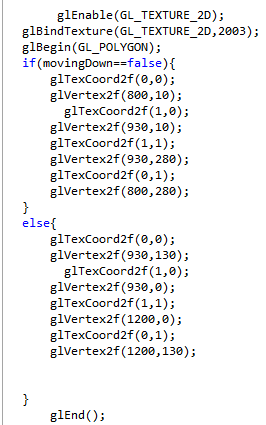 glEnable(GL_TEXTURE_2D);
glBindTexture(GL_TEXTURE_2D,2003);
glBegin(GL_POLYGON);
if(movingDown==false){
glTexCoord2f(0,0);
glVertex2f(800,10);
glTexCoord2f(1,0);
glVertex2f(930,10);
glTexCoord2f(1,1);
glVertex2f(930,280);
glTexCoord2f(0,1);
glVertex2f(800,280);
}
else{
glTexCoord2f(0,0);
glVertex2f(930,130);
glTexCoord2f(1,0);
glVertex2f(930,0);
glTexCoord2f(1,1);
glVertex2f(1200,0);
glTexCoord2f(0,1);
glVertex2f(1200,130);
}
glEnd();